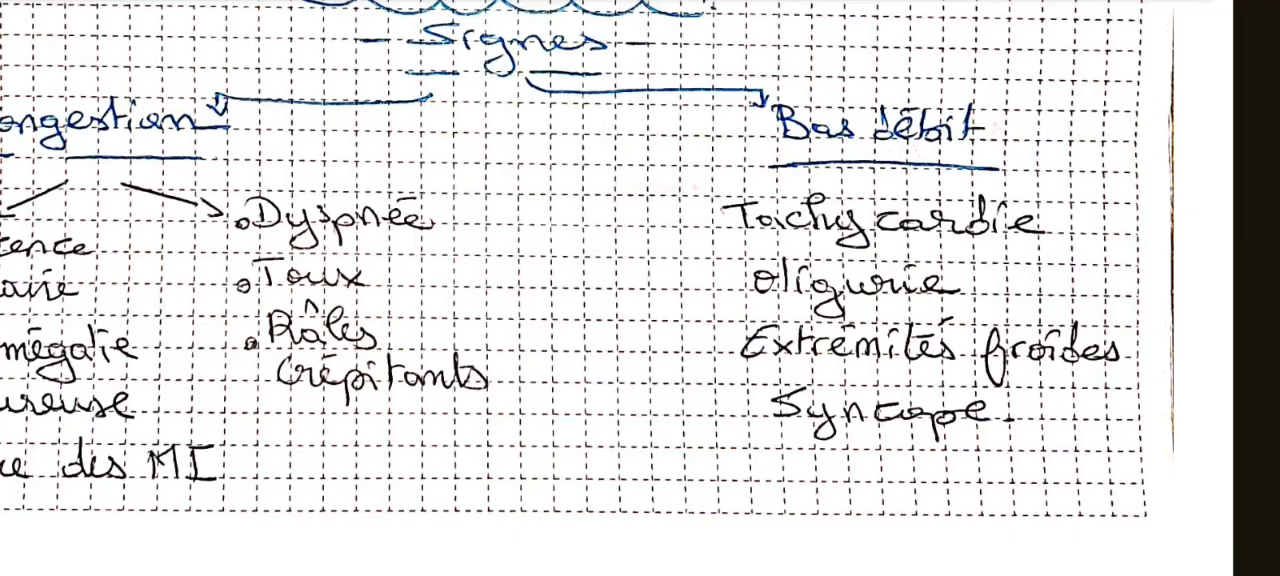 - Signes -
ongestion
Bas débit
• Dyspnée
Tachycardie
tence
• Toux
oligurie
aire
• Râles
Crépitants
Extrémités froides
mégalie
ureuse
Syncope.
ue des MI